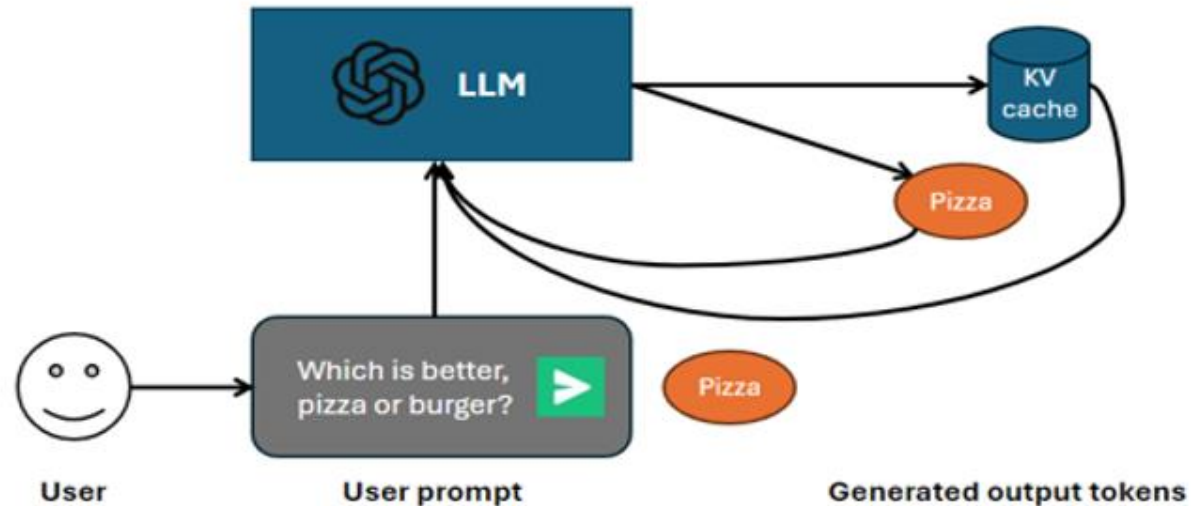 LLM
KV
cache
Pizza
Which is better,
pizza or burger?
Pizza
User
User prompt
Generated output tokens